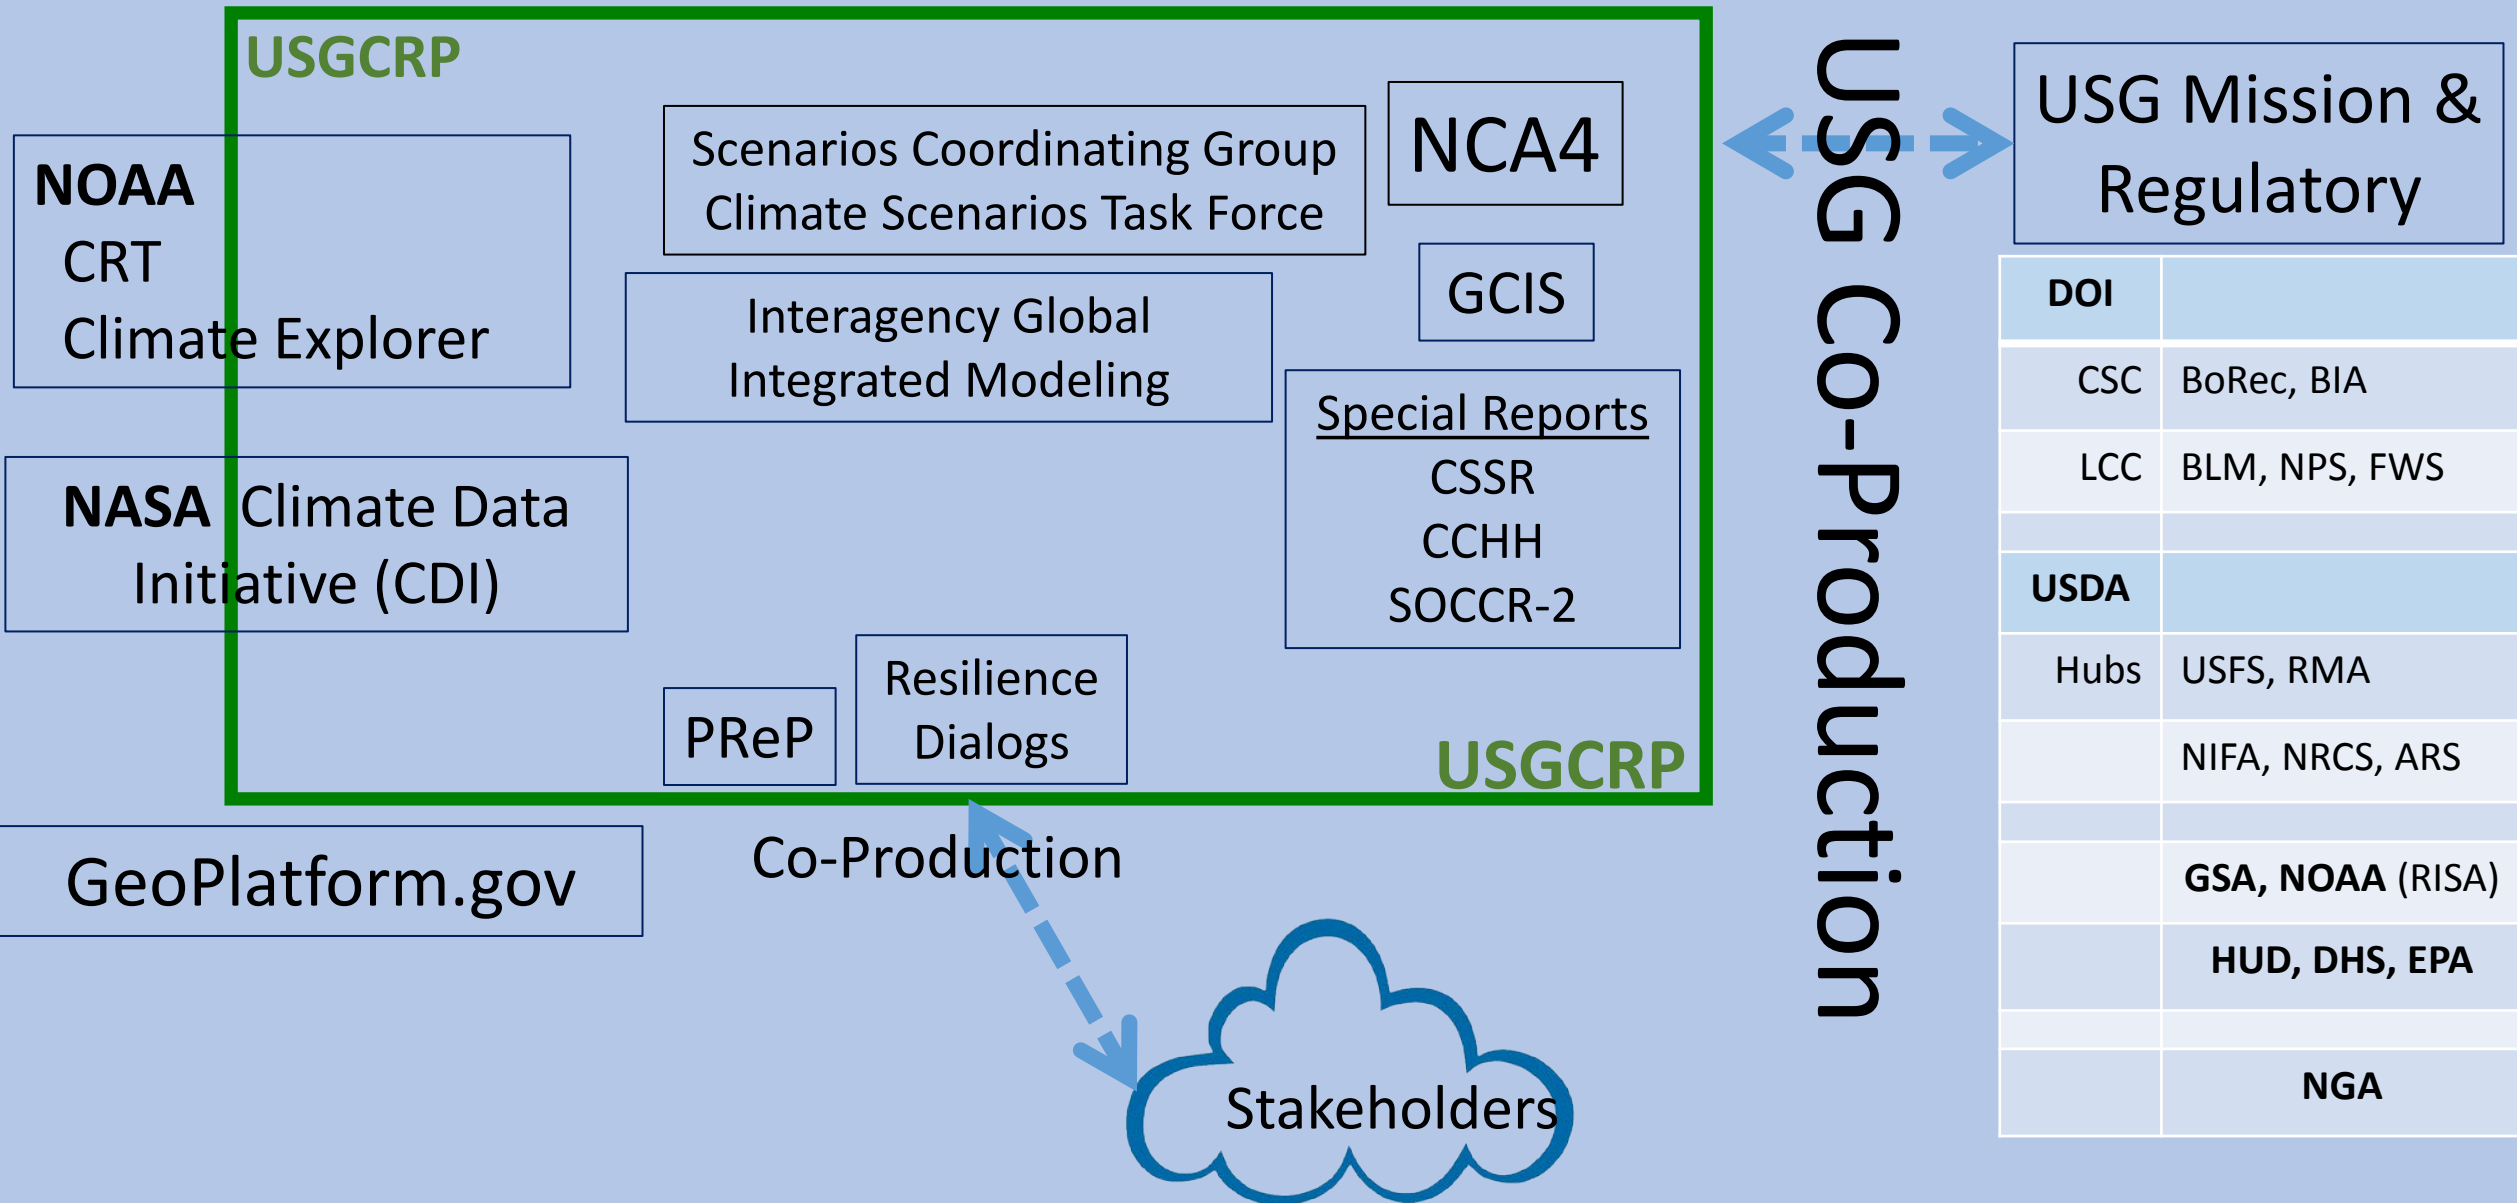 USGCRP
NOAA
CRT
Climate Explorer
NASA Climate Data
Initiative (CDI)
GeoPlatform.gov
Scenarios Coordinating Group
Climate Scenarios Task Force
Interagency Global
Integrated Modeling
NCA4
GCIS
Special Reports
CSSR
CCHH
SOCCR-2
PReP
Resilience
Dialogs
USGCRP
Co-Production
Stakeholders
USG Co-Production
USG Mission &
Regulatory
DOI
CSC BoRec, BIA
LCC BLM, NPS, FWS
USDA
Hubs USFS, RMA
NIFA, NRCS, ARS
GSA, NOAA (RISA)
HUD, DHS, EPA
NGA